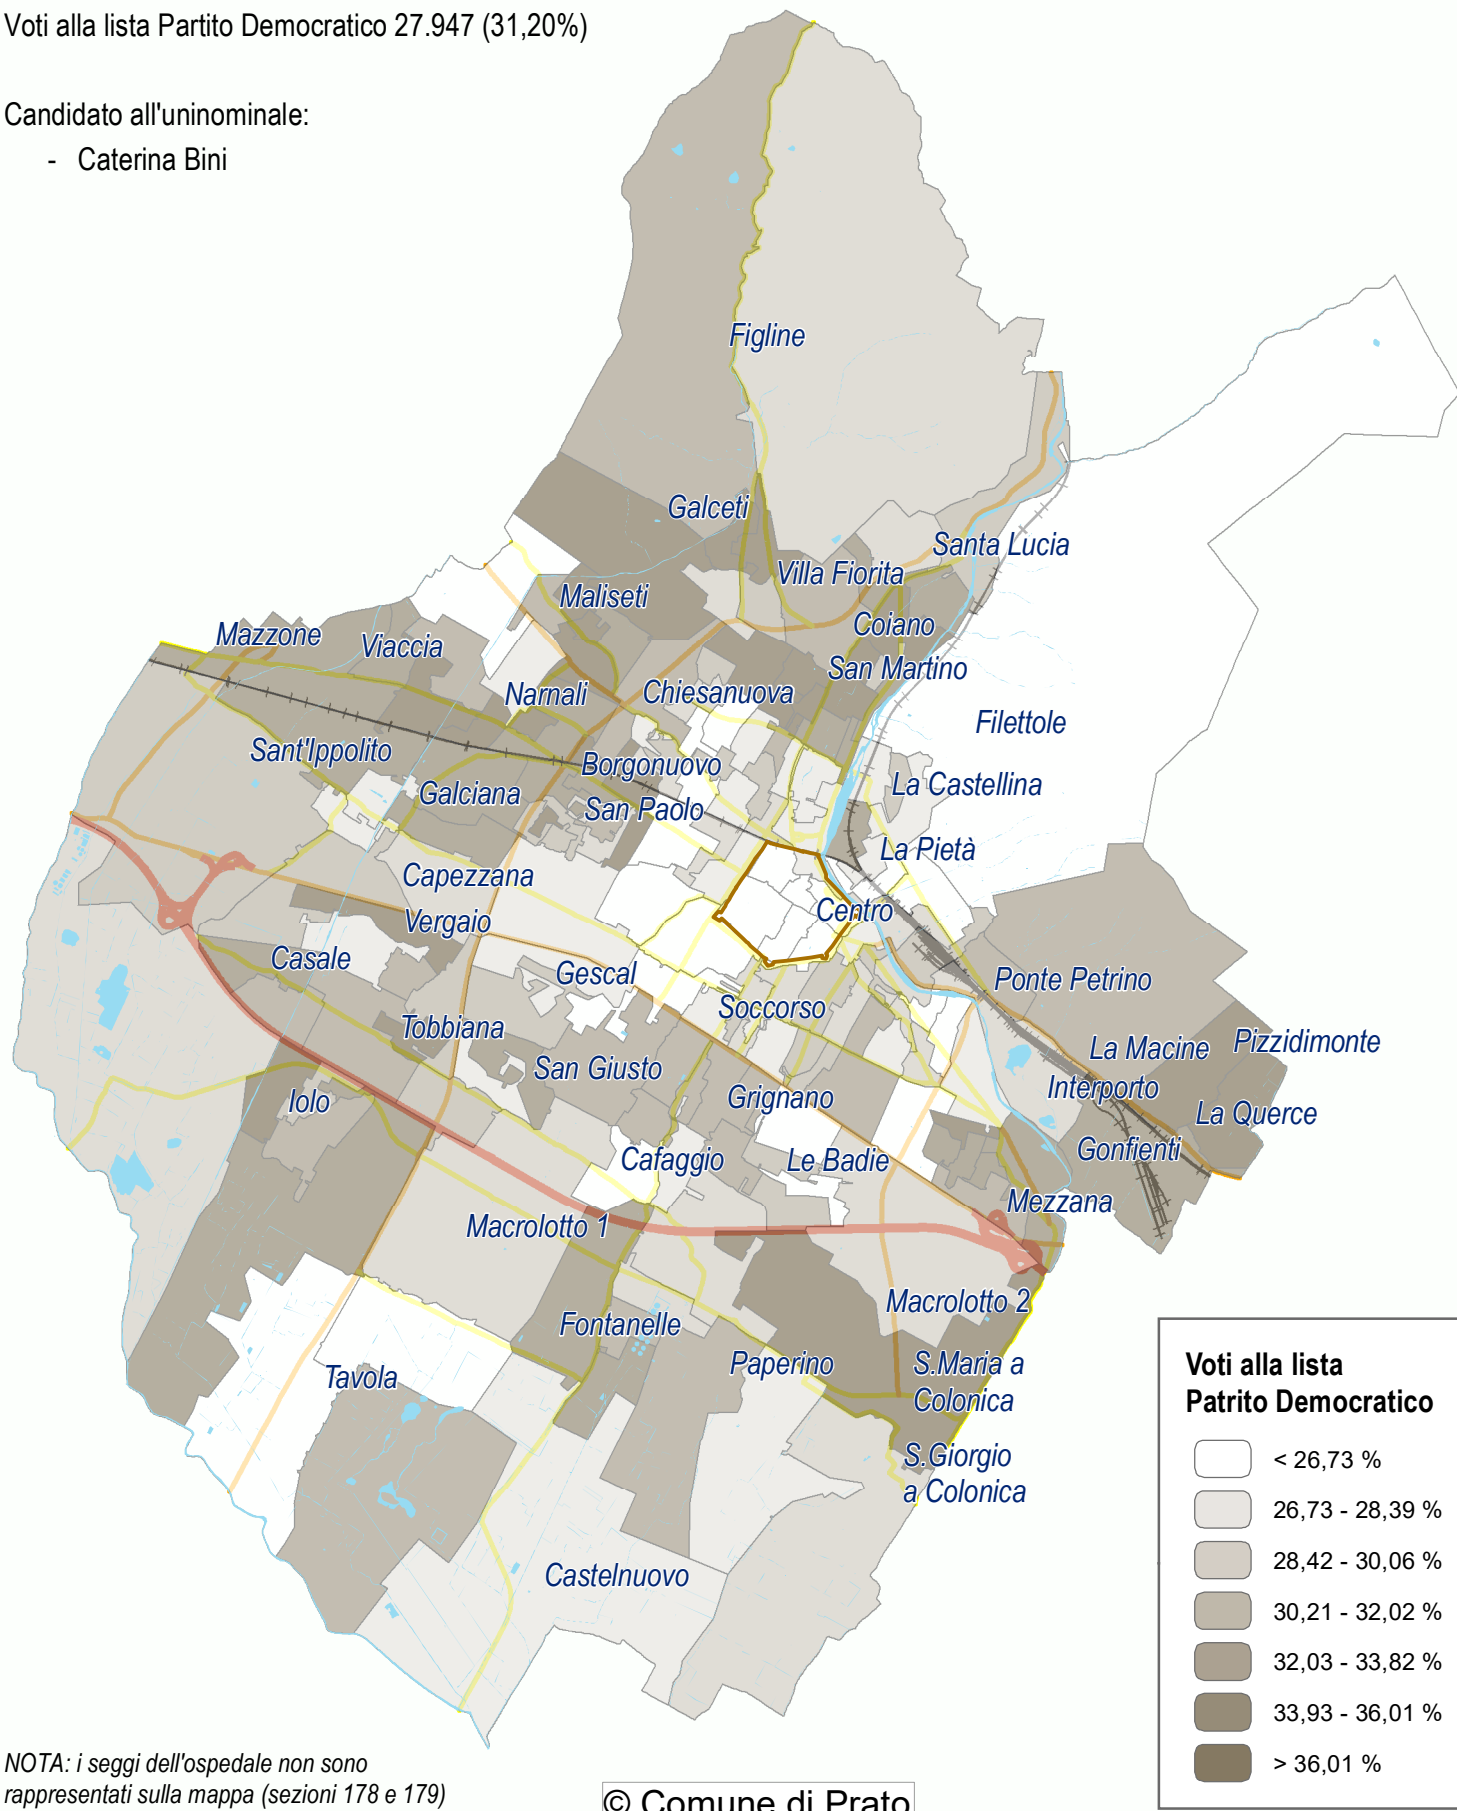 Voti alla lista Partito Democratico 27.947 (31,20%)
Candidato all'uninominale:
- Caterina Bini
Figline
Galceti
Santa Lucia
Villa Fiorita
Maliseti
Coiano
Mazzone
Viaccia
San Martino
Narnali
Chiesanuova
Filettole
Sant'Ippolito
Borgonuovo
La Castellina
Galciana
San Paolo
La Pietà
Capezzana
Vergaio
Centro
Casale
Gescal
Ponte Petrino
Soccorso
Tobbiana
La Macine
Pizzidimonte
San Giusto
Interporto
Iolo
Grignano
La Querce
Gonfienti
Cafaggio
Le Badie
Mezzana
Macrolotto 1
Macrolotto 2
Fontanelle
Paperino
S.Maria a
Colonica
Tavola
S.Giorgio
a Colonica
Castelnuovo
Voti alla lista
Patrito Democratico
< 26,73 %
26,73 - 28,39 %
28,42 - 30,06 %
30,21 - 32,02 %
32,03 - 33,82 %
33,93 - 36,01 %
> 36,01 %
NOTA: i seggi dell'ospedale non sono
rappresentati sulla mappa (sezioni 178 e 179)
© Comune di Prato